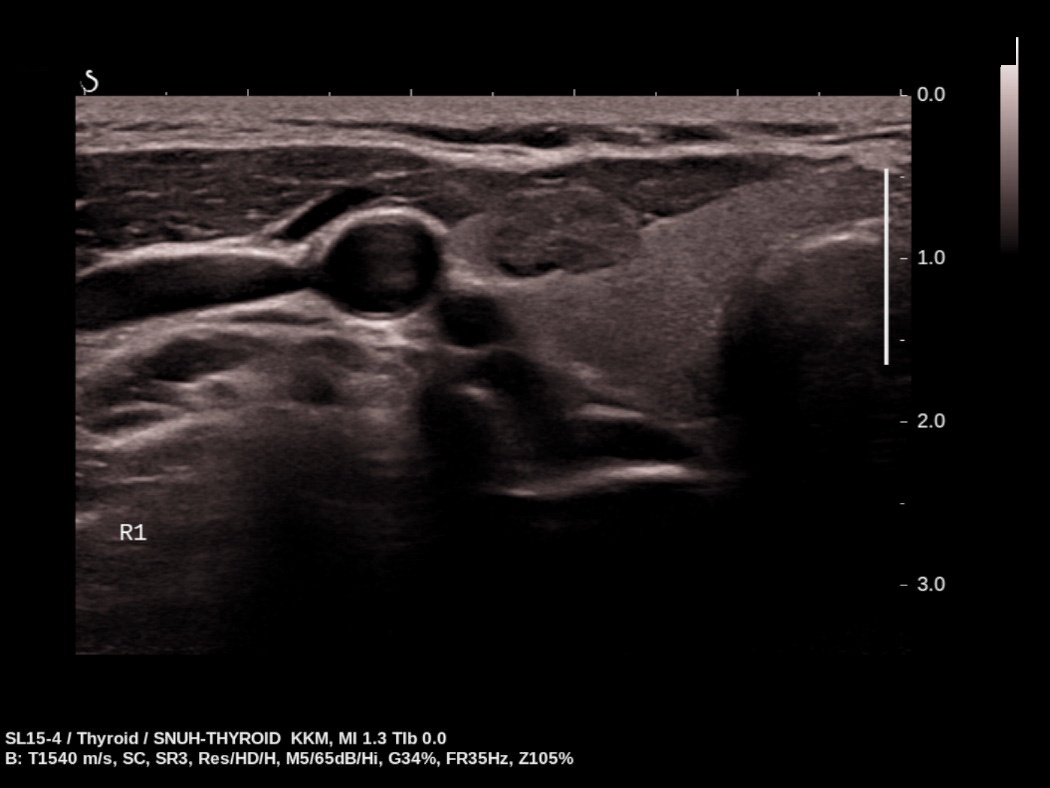 S
0.0
1.0
2.0
3.0
R1
SL15-4 / Thyroid / SNUH-THYROID KKM, MI 1.3 TIb 0.0
B: T1540 m/s, SC, SR3, Res/HD/H, M5/65dB/Hi, G34%, FR35Hz, Z105%